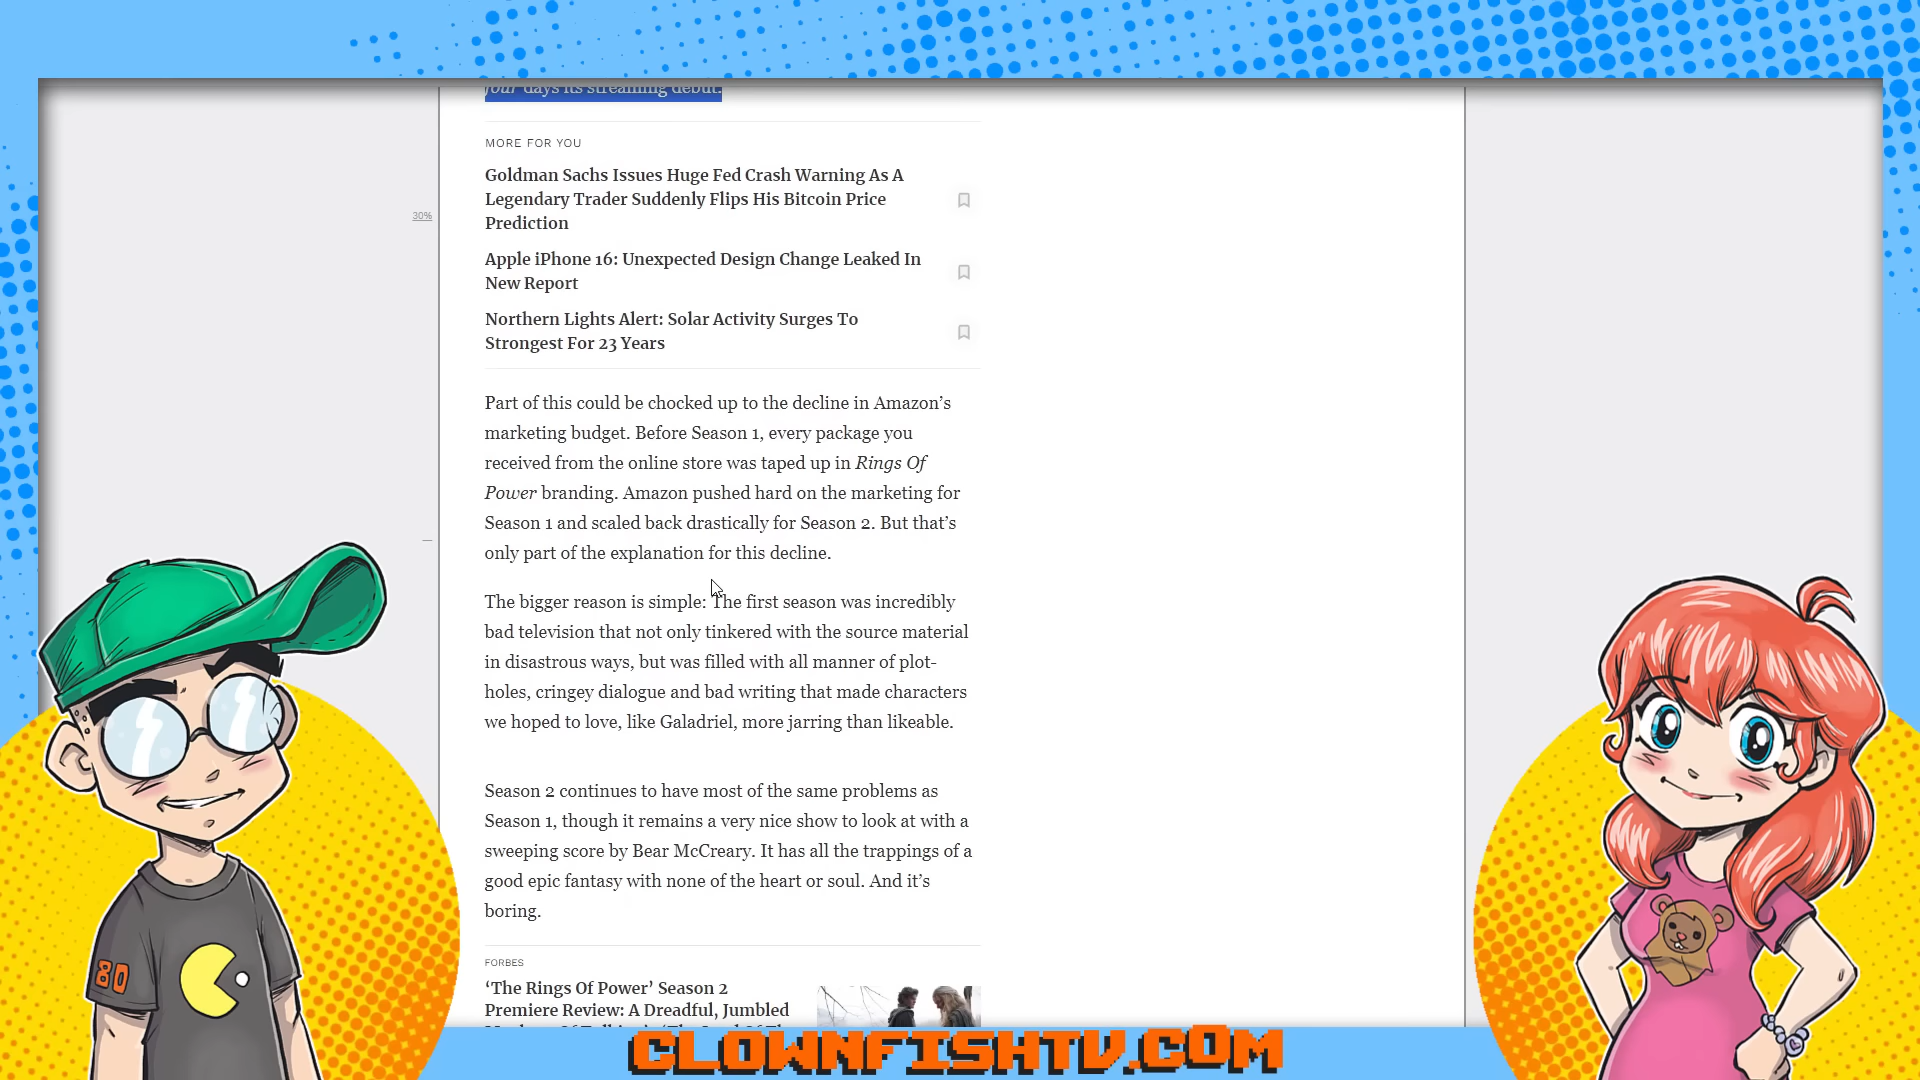 four days its streaming debut.
MORE FOR YOU
Goldman Sachs Issues Huge Fed Crash Warning As A
Legendary Trader Suddenly Flips His Bitcoin Price
Prediction
30%
Apple iPhone 16: Unexpected Design Change Leaked In
New Report
Northern Lights Alert: Solar Activity Surges To
Strongest For 23 Years
Part of this could be chocked up to the decline in Amazon’s
marketing budget. Before Season 1, every package you
received from the online store was taped up in Rings Of
Power branding. Amazon pushed hard on the marketing for
Season 1 and scaled back drastically for Season 2. But that’s
only part of the explanation for this decline.
The bigger reason is simple: The first season was incredibly
bad television that not only tinkered with the source material
in disastrous ways, but was filled with all manner of plot-
holes, cringey dialogue and bad writing that made characters
we hoped to love, like Galadriel, more jarring than likeable.
Season 2 continues to have most of the same problems as
Season 1, though it remains a very nice show to look at with a
sweeping score by Bear McCreary. It has all the trappings of a
good epic fantasy with none of the heart or soul. And it’s
boring.
FORBES
‘The Rings Of Power’ Season 2
Premiere Review: A Dreadful, Jumbled
80
CLOWNFISHTV.COM